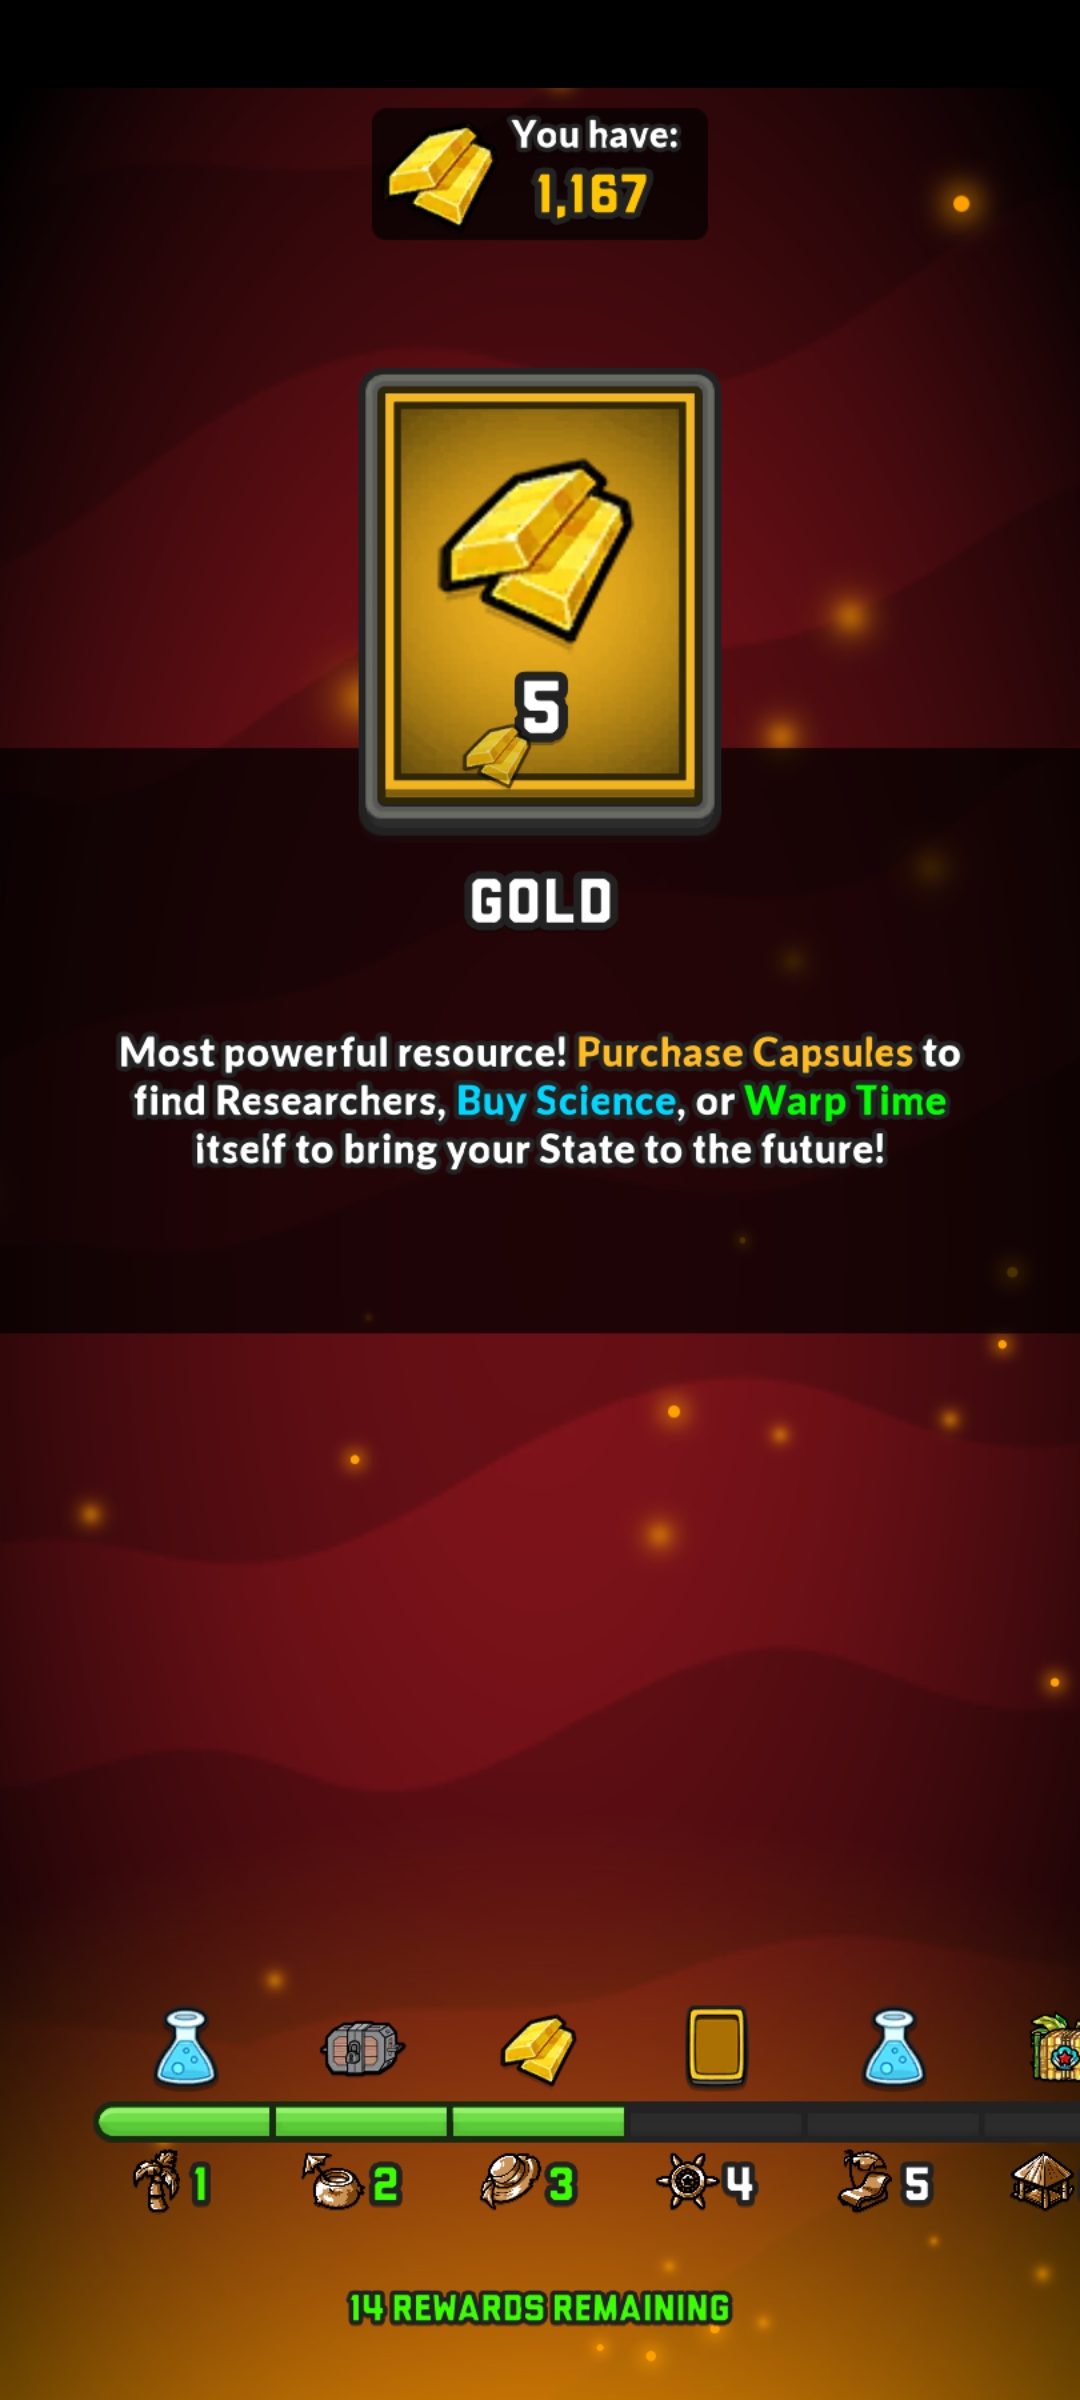 You have:
1,167
5
GOLD
Most powerful resource! Purchase Capsules to
find Researchers, Buy Science, or Warp Time
itself to bring your State to the future!
1 2 3 4 5
14 REWARDS REMAINING